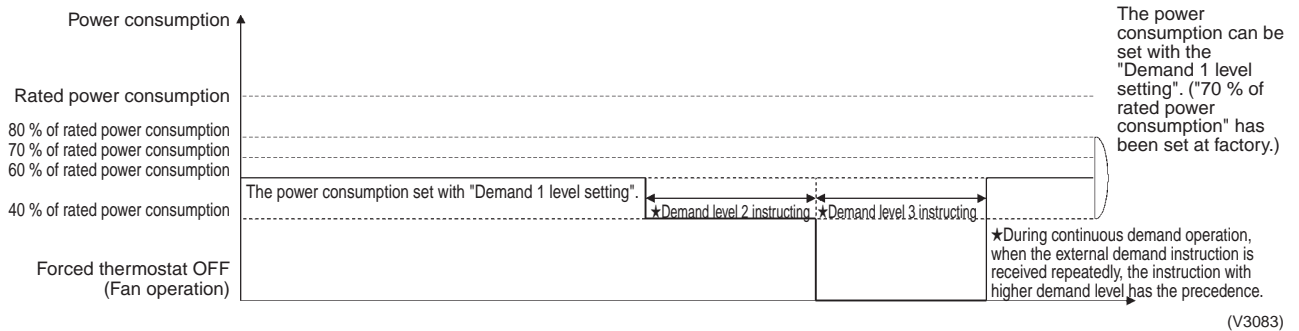 Power consumption
Rated power consumption
80 % of rated power consumption
70 % of rated power consumption
60 % of rated power consumption
40 % of rated power consumption
Forced thermostat OFF
(Fan operation)
The power consumption set with "Demand 1 level setting".
★Demand level 2 instructing
★Demand level 3 instructing
The power
consumption can be
set with the
"Demand 1 level
setting". ("70 % of
rated power
consumption" has
been set at factory.)
★During continuous demand operation,
when the external demand instruction is
received repeatedly, the instruction with
higher demand level has the precedence.
(V3083)